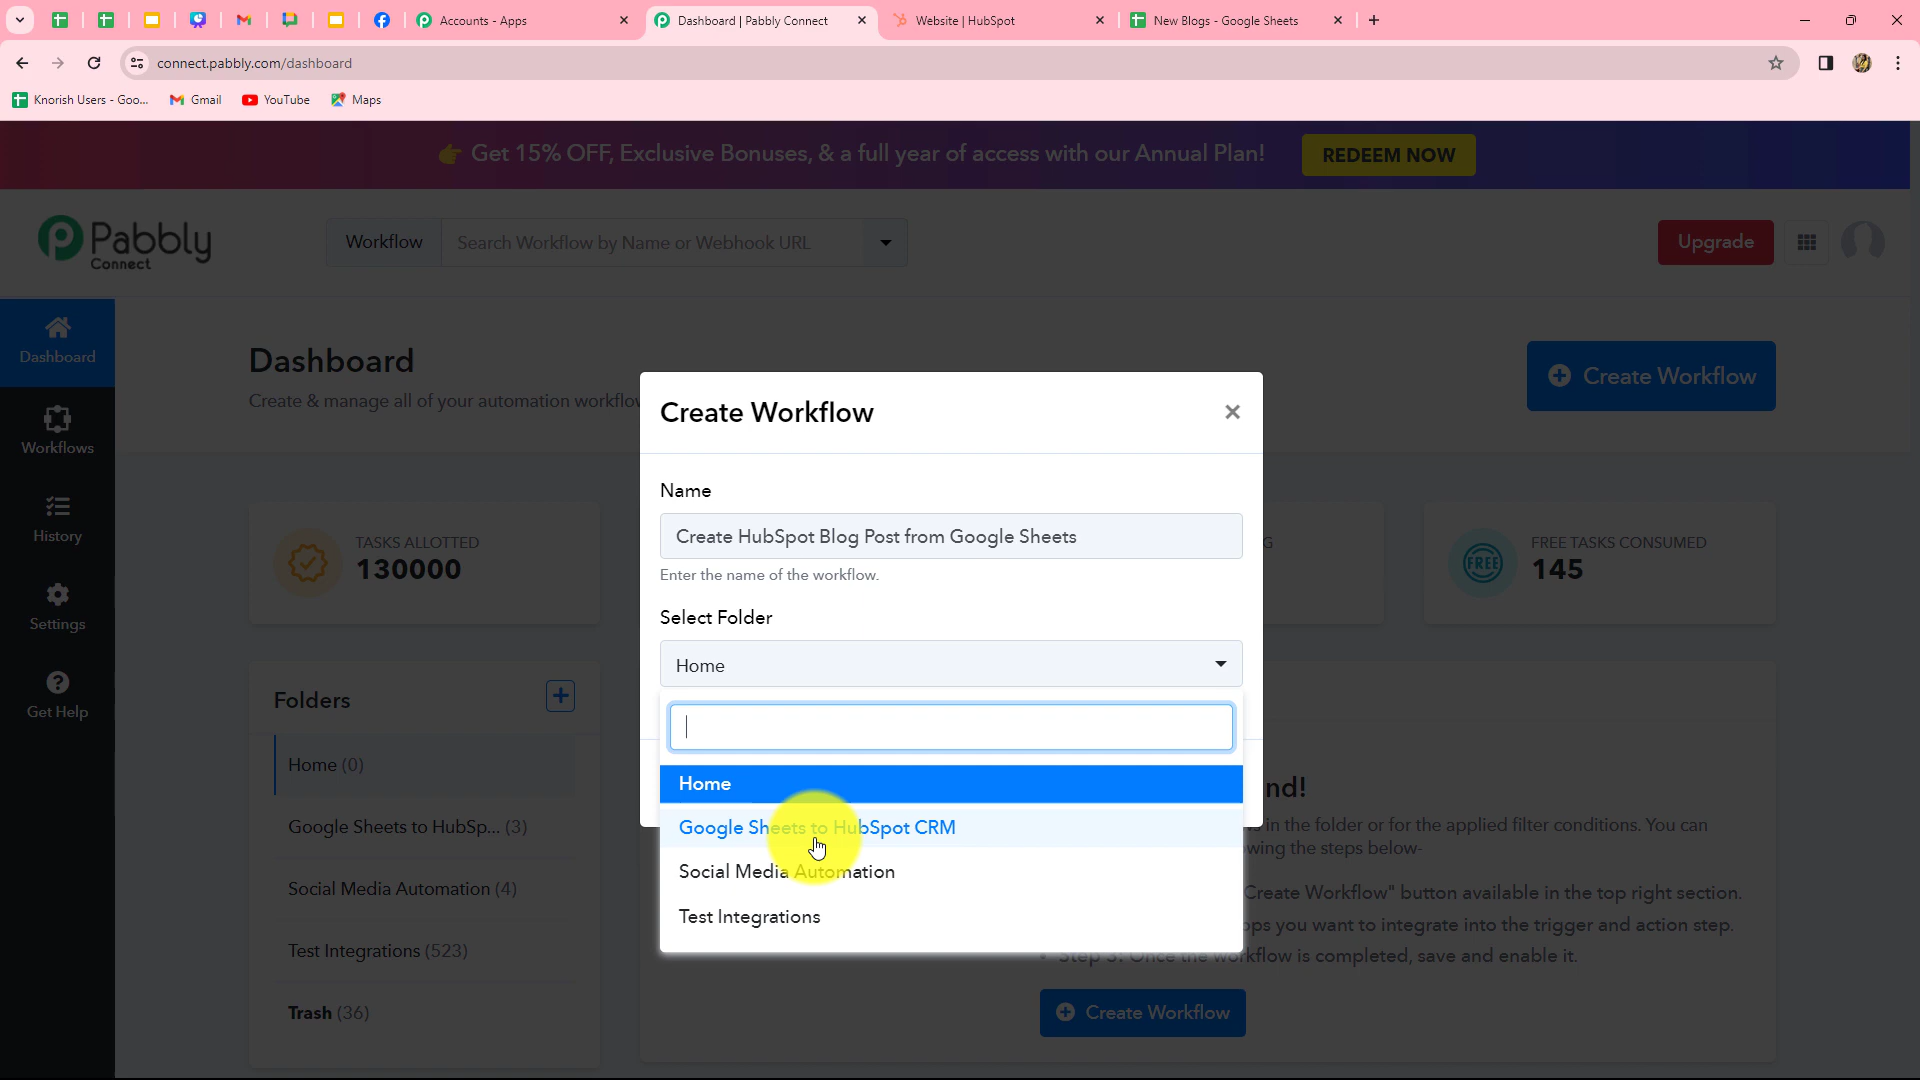 Accounts - Apps
Dashboard | Pabbly Connect
Website | HubSpot
New Blogs - Google Sheets
connect.pabbly.com/dashboard
Knorish Users - Goo...
Gmail
YouTube
Maps
👉 Get 15% OFF, Exclusive Bonuses, & a full year of access with our Annual Plan!
REDEEM NOW
Pabbly
Connect
Workflow
Search Workflow by Name or Webhook URL
Upgrade
Dashboard
Workflows
History
Settings
Get Help
Dashboard
Create & manage all of your automation workflo
Create Workflow
TASKS ALLOTTED
130000
G
FREE
FREE TASKS CONSUMED
145
Folders
Home (0)
Google Sheets to HubSp... (3)
Social Media Automation (4)
Test Integrations (523)
Trash (36)
Create Workflow
Name
Create HubSpot Blog Post from Google Sheets
Enter the name of the workflow.
Select Folder
Home
Home
Google Sheets to HubSpot CRM
Social Media Automation
Test Integrations
nd!
in the folder or for the applied filter conditions. You can
wing the steps below-
Create Workflow" button available in the top right section.
ps you want to integrate into the trigger and action step.
Step 3: Once the workflow is completed, save and enable it.
Create Workflow